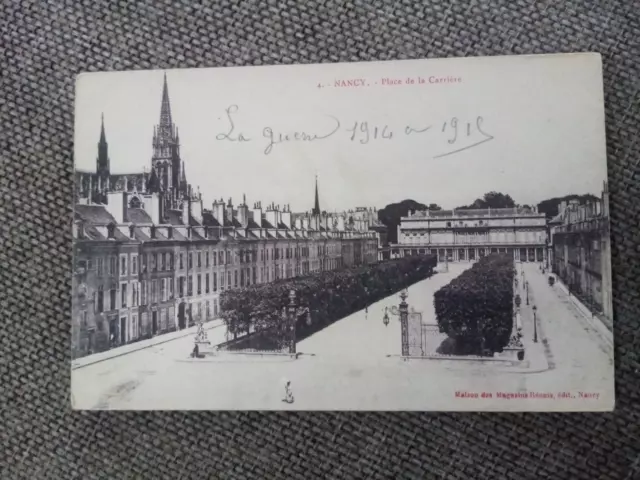 4. - NANCY. - Place de la Carrière
La guerre 1914 a 1915
Maison des Magasins Réunis, édit., Nancy